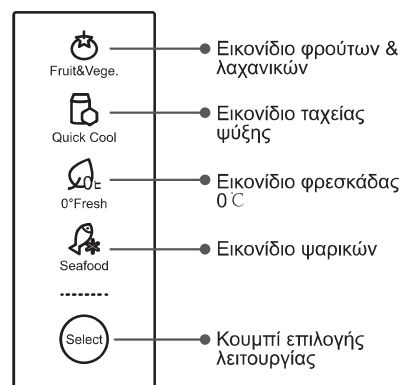 Fruit&Vege.
Εικονίδιο φρούτων &
λαχανικών
Quick Cool
Εικονίδιο ταχείας
ψύξης
0°Fresh
Εικονίδιο φρεσκάδας
0℃
Seafood
Εικονίδιο ψαρικών
Select
Κουμπί επιλογής
λειτουργίας